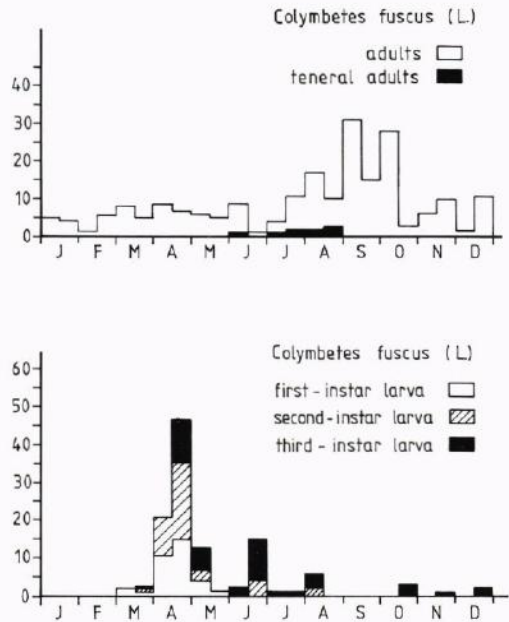 Colymbetes fuscus (L.)
adults
teneral adults
40
30
20
10
0
J F M A M J J A S O N D
Colymbetes fuscus (L)
first-instar larva
second-instar larva
third-instar larva
60
50
40
30
20
10
0
J F M A M J J A S O N D